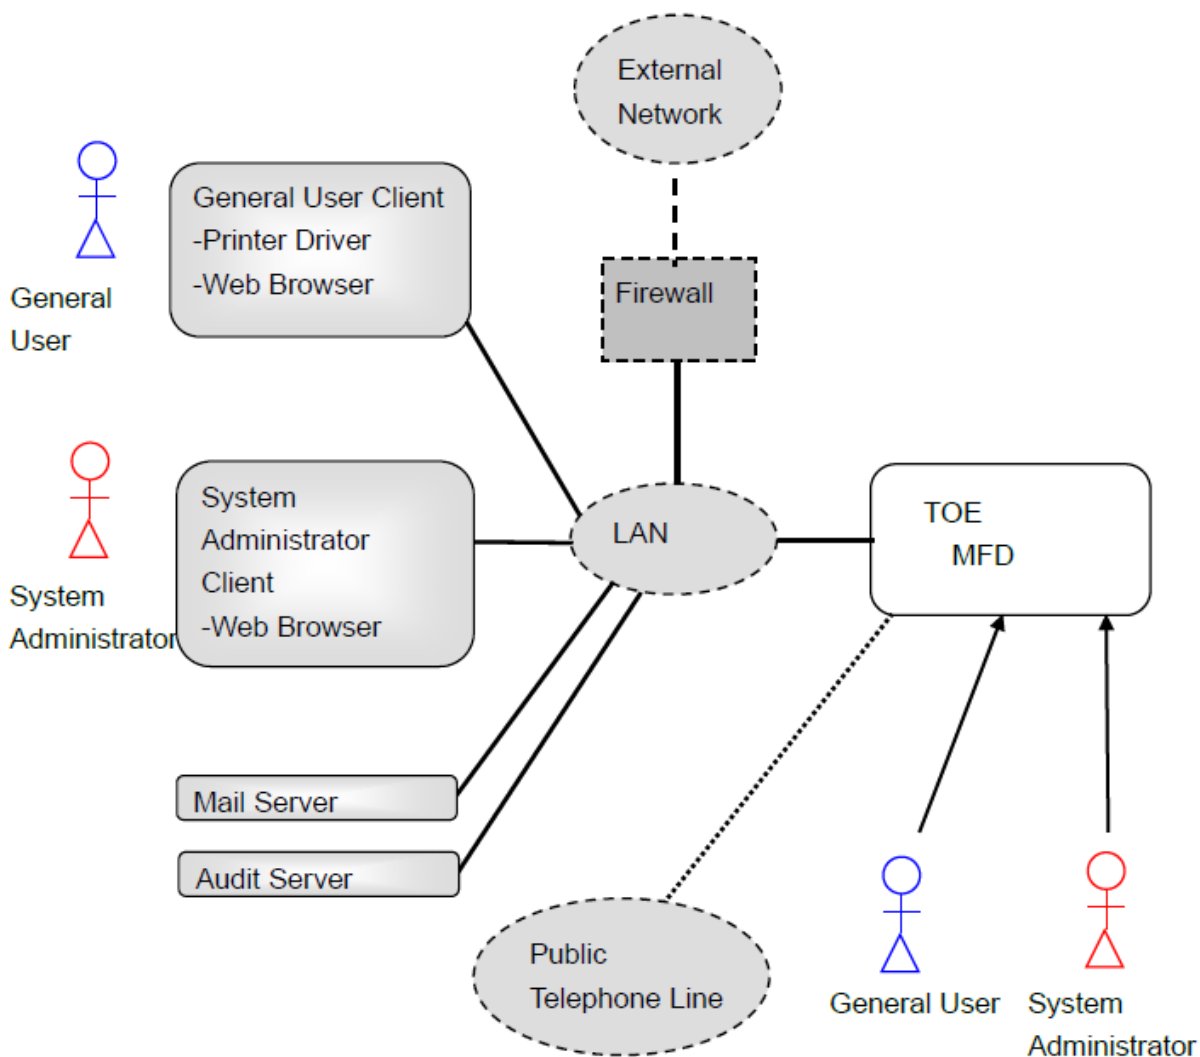 External
Network
General User Client
-Printer Driver
-Web Browser
General
User
Firewall
System
Administrator
Client
-Web Browser
System
Administrator
LAN
TOE
MFD
Mail Server
Audit Server
Public
Telephone Line
General User
System
Administrator